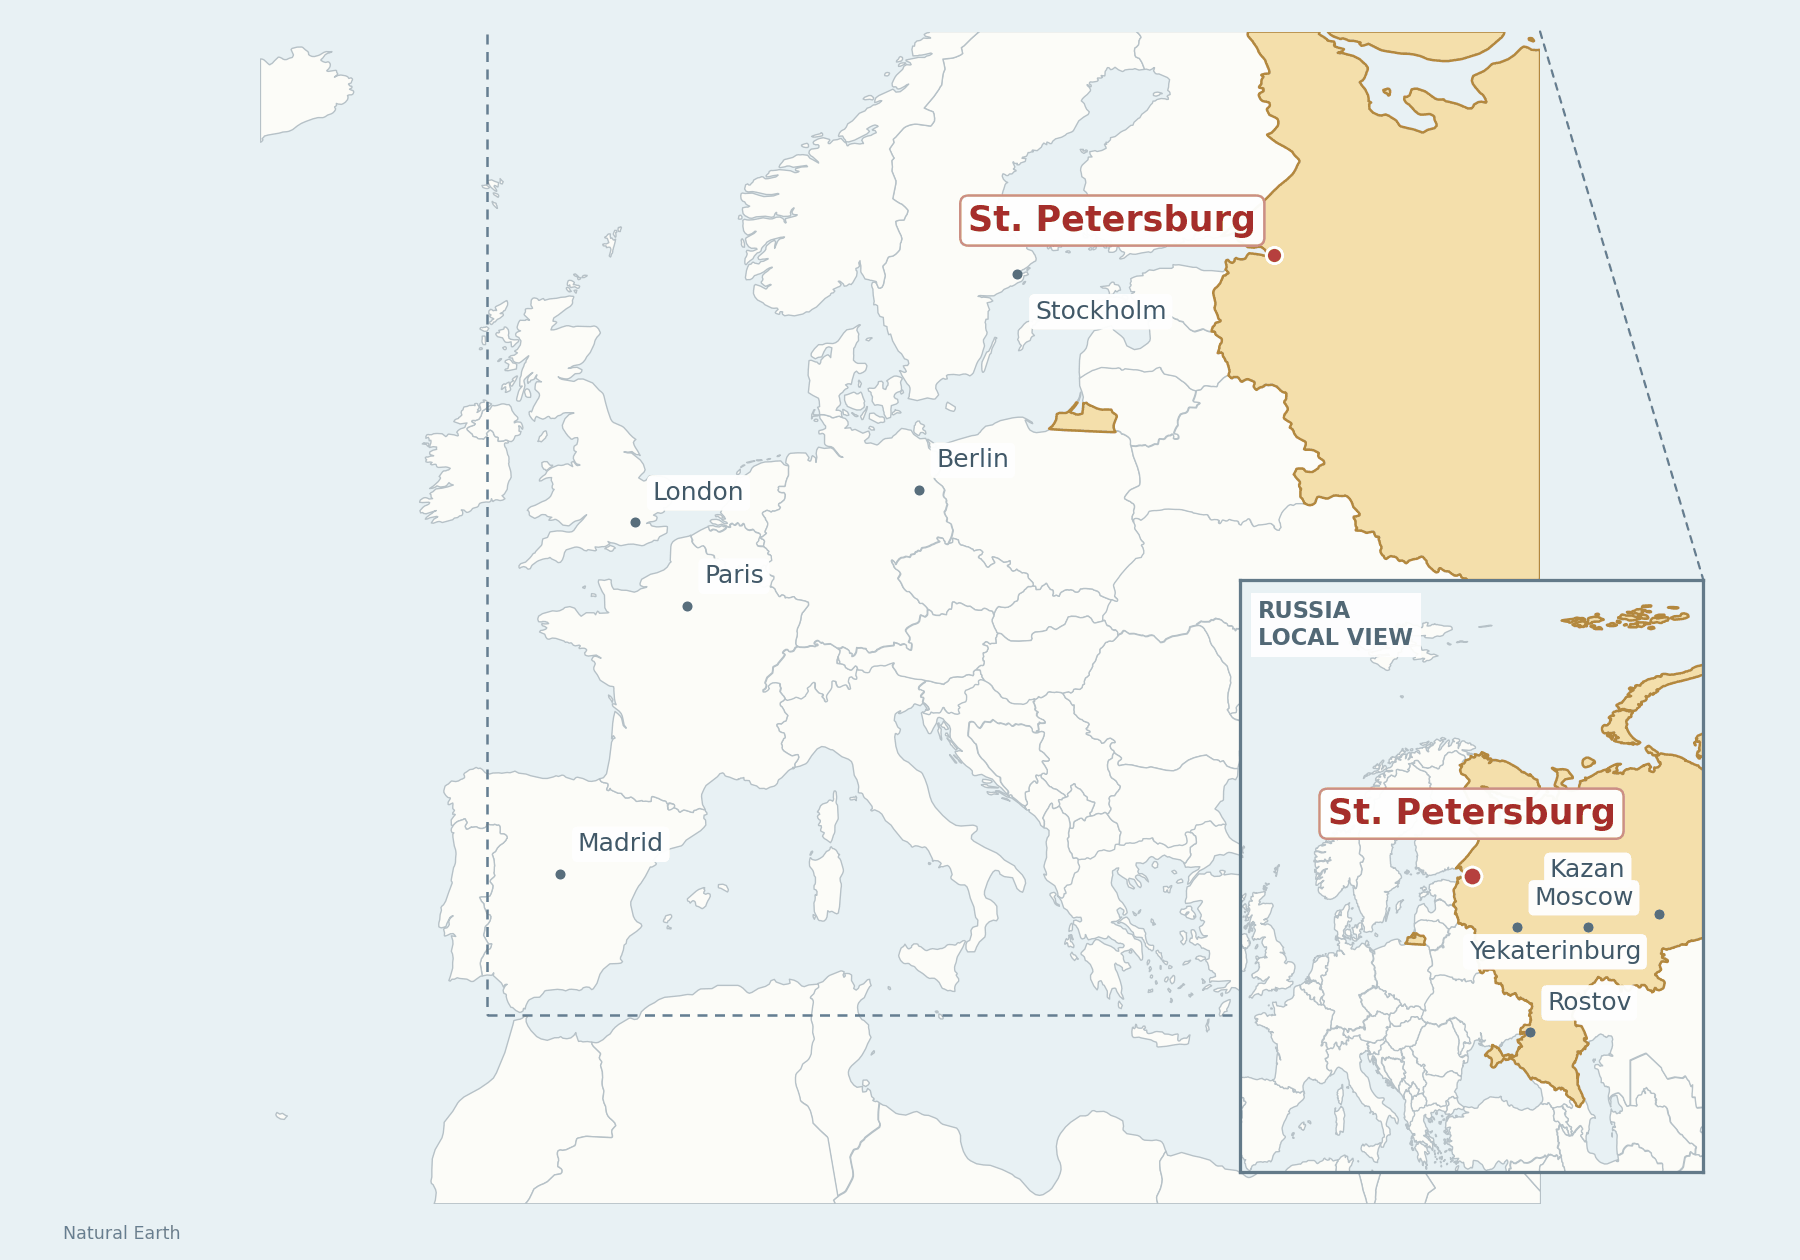 St. Petersburg
Stockholm
Berlin
London
Paris
Madrid
RUSSIA
LOCAL VIEW
St. Petersburg
Kazan
Moscow
Yekaterinburg
Rostov
Natural Earth